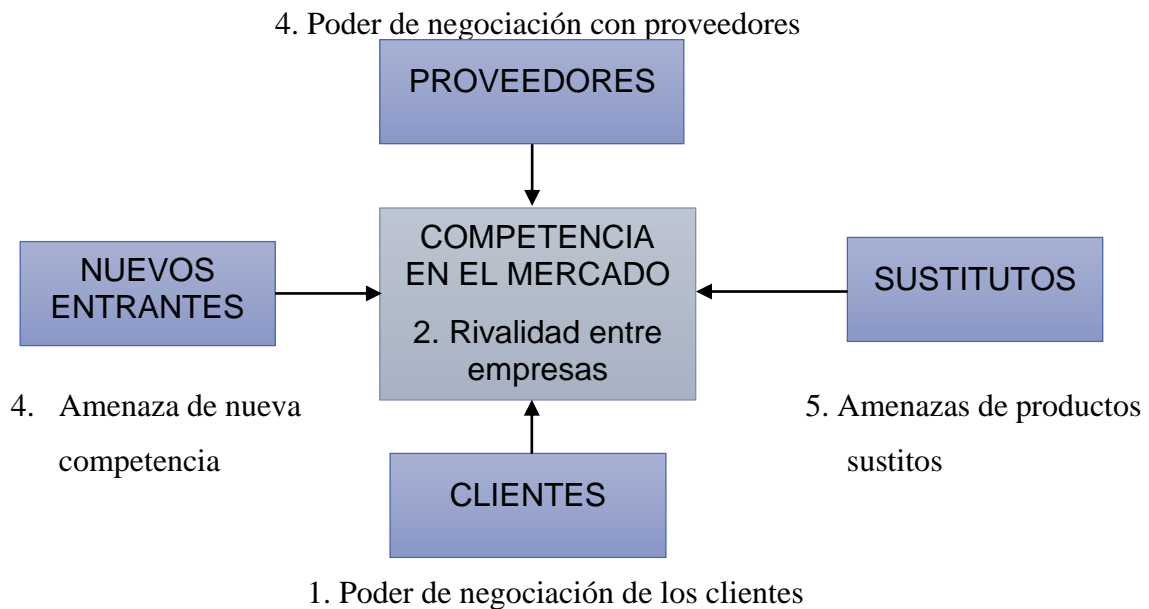 4. Poder de negociación con proveedores
PROVEEDORES
COMPETENCIA
EN EL MERCADO
2. Rivalidad entre
empresas
NUEVOS
ENTRANTES
SUSTITUTOS
4. Amenaza de nueva
competencia
5. Amenazas de productos
sustitos
CLIENTES
1. Poder de negociación de los clientes